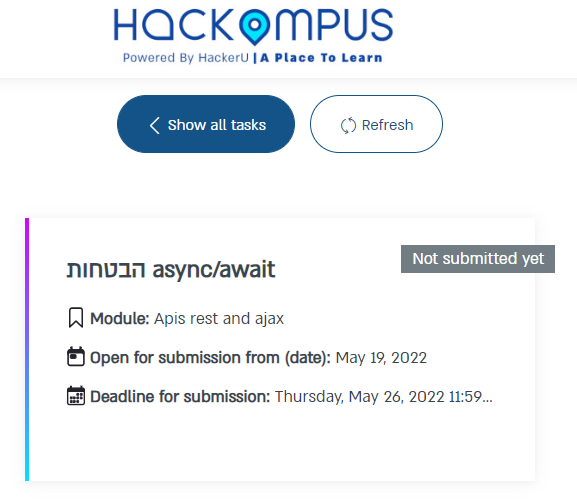 HACKOMPUS
Powered By HackerU | A Place To Learn
Show all tasks
Refresh
הבטחות async/await
Not submitted yet
Module: Apis rest and ajax
Open for submission from (date): May 19, 2022
Deadline for submission: Thursday, May 26, 2022 11:59...